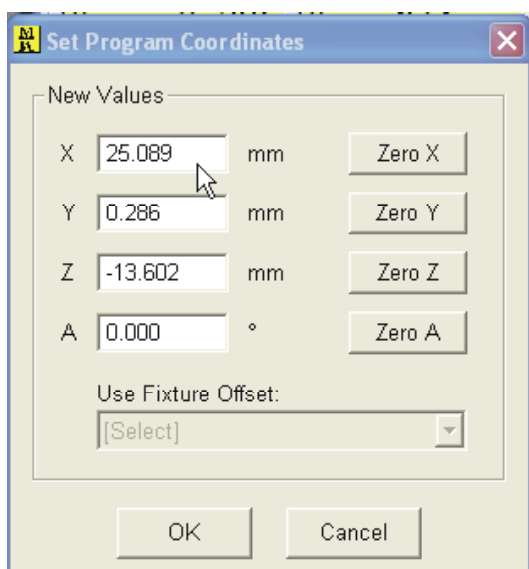 Set Program Coordinates
New Values
X 25.089 mm Zero X
Y 0.286 mm Zero Y
Z -13.602 mm Zero Z
A 0.000 ° Zero A
Use Fixture Offset:
[Select]
OK Cancel